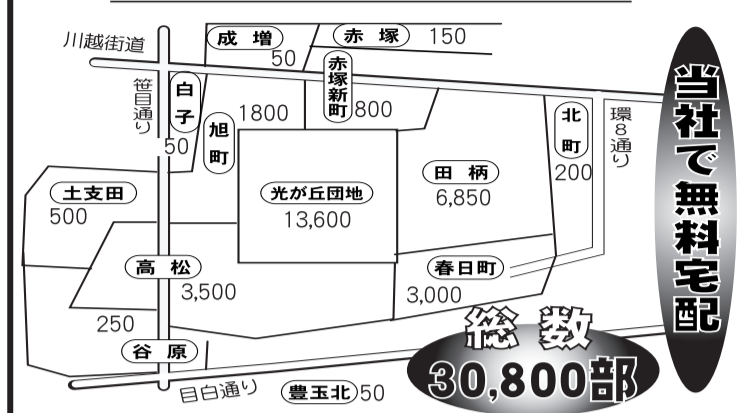 川越街道
成増
50
赤塚
150
赤塚新町
800
笹目通り
白子
50
旭町
1800
北町
200
環8通り
土支田
500
光が丘団地
13,600
田柄
6,850
高松
3,500
春日町
3,000
250
谷原
目白通り
豊玉北
50
総数
30,800部
当社で無料宅配